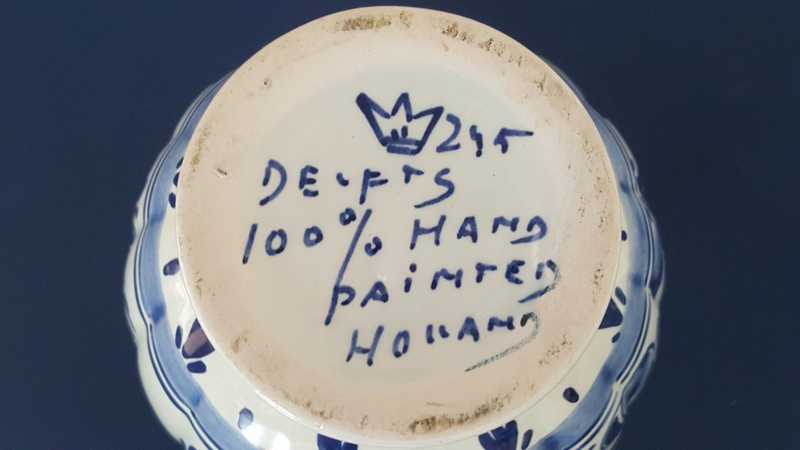 245
DELFTS
100% HAND
PAINTED
HOLLAND